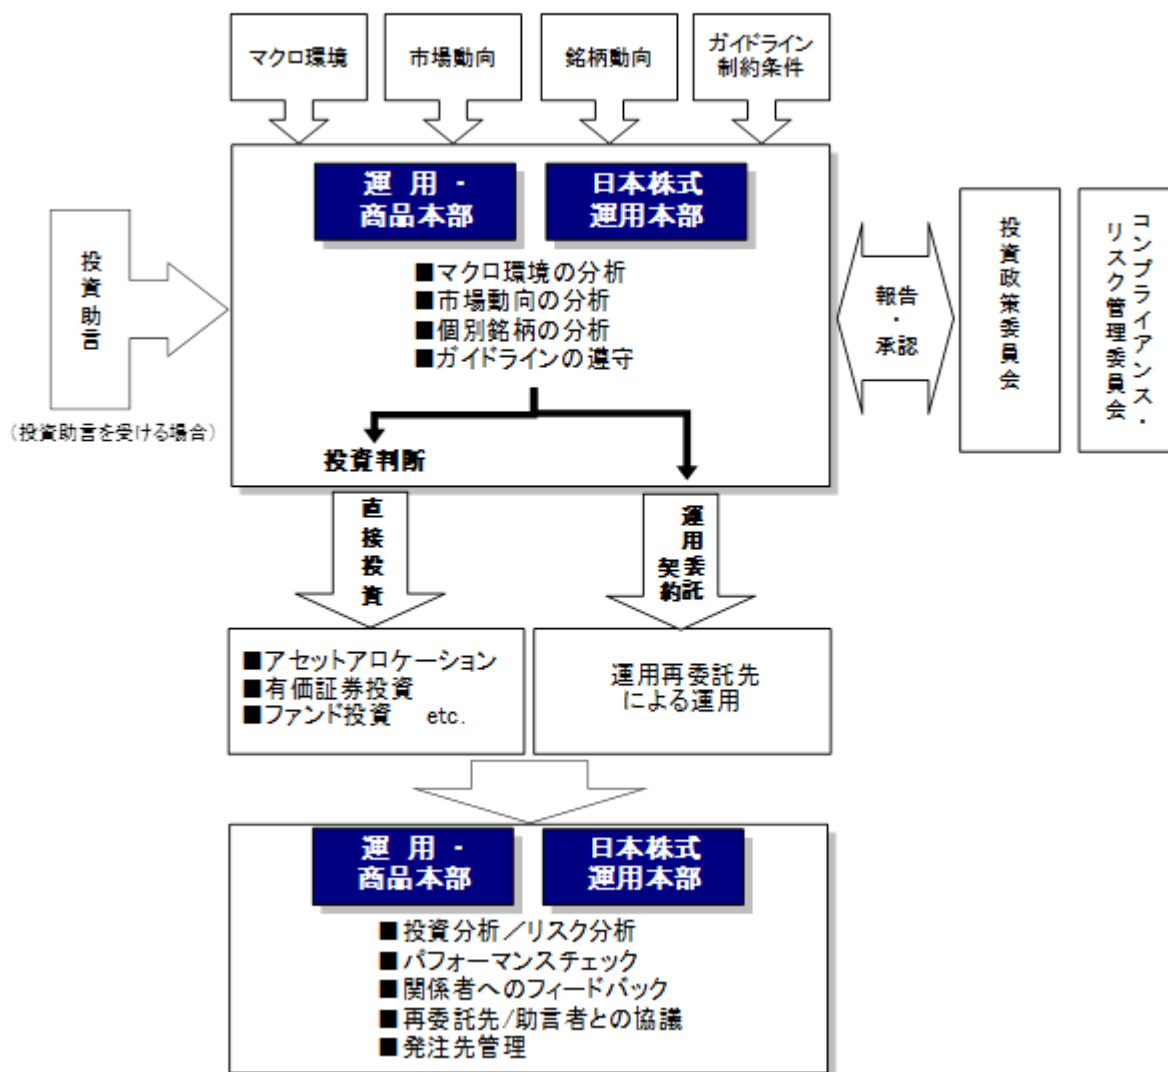 マクロ環境
市場動向
銘柄動向
ガイドライン
制約条件
運 用 -
商品本部
日本株式
運用本部
■マクロ環境の分析
■市場動向の分析
■個別銘柄の分析
■ガイドラインの遵守
投資助言
(投資助言を受ける場合)
報告
・
承認
投資政策委員会
コンプライアンス・
リスク管理委員会
投資判断
直接投資
運用委託
契約
■アセットアロケーション
■有価証券投資
■ファンド投資 etc.
運用再委託先
による運用
運 用 -
商品本部
日本株式
運用本部
■投資分析／リスク分析
■パフォーマンスチェック
■関係者へのフィードバック
■再委託先/助言者との協議
■発注先管理